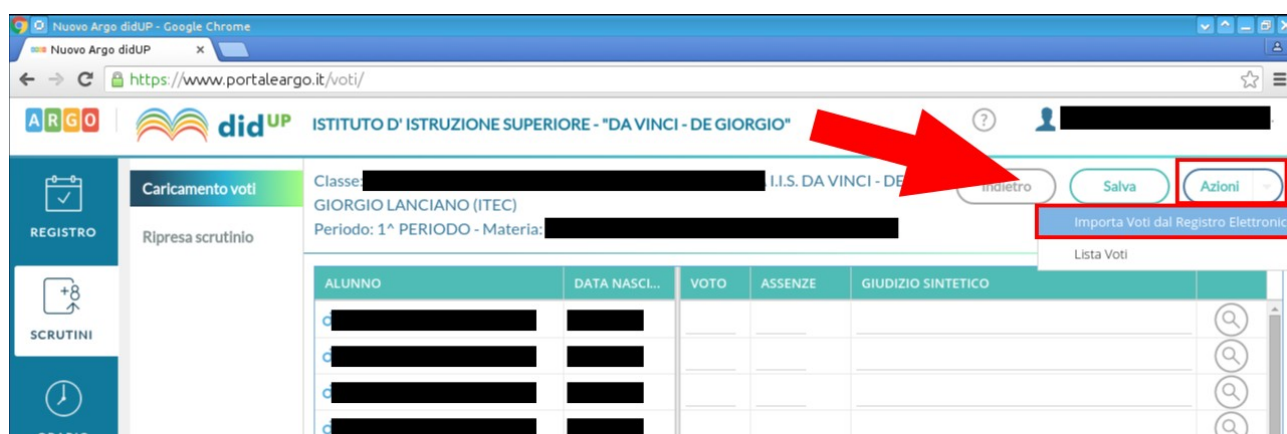 Nuovo Argo didUP - Google Chrome
Nuovo Argo didUP x
https://www.portaleargo.it/voti/
ARGO didUP ISTITUTO D' ISTRUZIONE SUPERIORE - "DA VINCI - DE GIORGIO" ?
Caricamento voti
Classe: I.I.S. DA VINCI - DE
GIORGIO LANCIANO (ITEC)
Periodo: 1^ PERIODO - Materia:
Indietro Salva Azioni
Importa Voti dal Registro Elettronic
Lista Voti
REGISTRO
Ripresa scrutinio
ALUNNO DATA NASCI... VOTO ASSENZE GIUDIZIO SINTETICO
+8
SCRUTINI